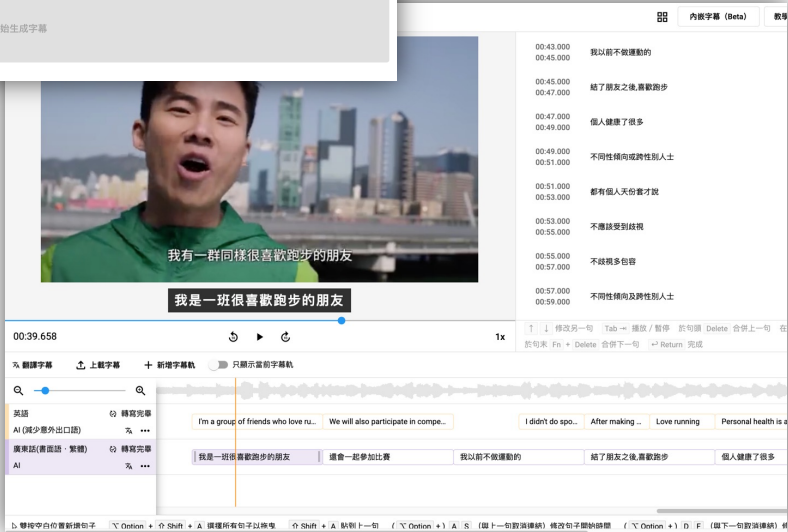 始生成字幕
內嵌字幕（Beta）
00:43.000
00:45.000
我以前不做運動的
00:45.000
00:47.000
結了朋友之後,喜歡跑步
00:47.000
00:49.000
個人健康了很多
00:49.000
00:51.000
不同性傾向或跨性別人士
00:51.000
00:53.000
都有個人天份套才說
00:53.000
00:55.000
不應該受到歧視
00:55.000
00:57.000
不歧視多包容
00:57.000
00:59.000
不同性傾向及跨性別人士
我有一群同樣很喜歡跑步的朋友
我是一班很喜歡跑步的朋友
00:39.658
5
5
1x
↑ ↓ 修改另一句 Tab⇥ 播放 / 暫停 於句頭 Delete 合併上一句 在
於句末 Fn + Delete 合併下一句 ↩ Return 完成
翻譯字幕 上載字幕 ＋ 新增字幕軌 只顯示當前字幕軌
英語 轉寫完畢
AI (減少意外出口語)
I'm a group of friends who love ru... We will also participate in compe... I didn't do spo... After making ... Love running Personal health is a
廣東話(書面語 · 繁體) 轉寫完畢
AI
我是一班很喜歡跑步的朋友 還會一起參加比賽 我以前不做運動的 結了朋友之後,喜歡跑步 個人健康了很多
雙按空白位置新增句子 ⌥ Option + ⇧ Shift + A 選擇所有句子以拖曳 ⇧ Shift + A 貼到上一句 ( ⌥ Option + ) A S (與上一句取消連結) 修改句子開始時間 ( ⌥ Option + ) D F (與下一句取消連結)